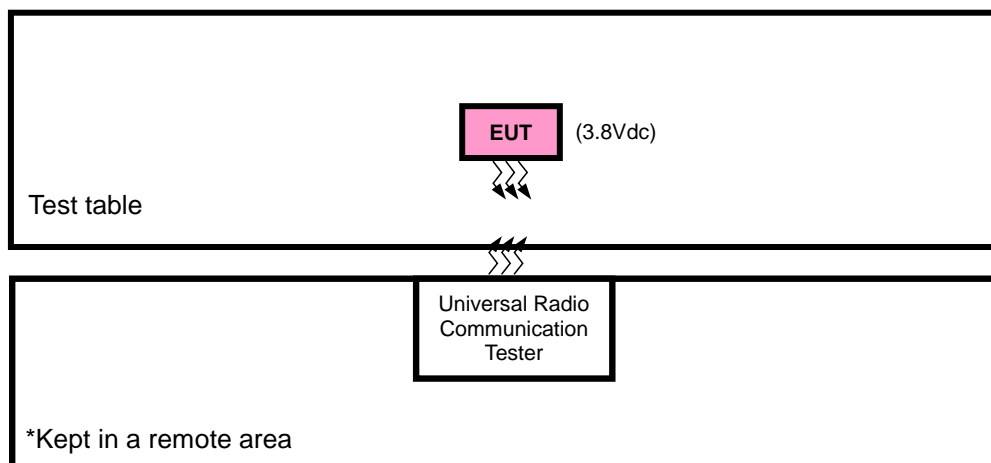 EUT (3.8Vdc)
Test table
Universal Radio
Communication
Tester
*Kept in a remote area